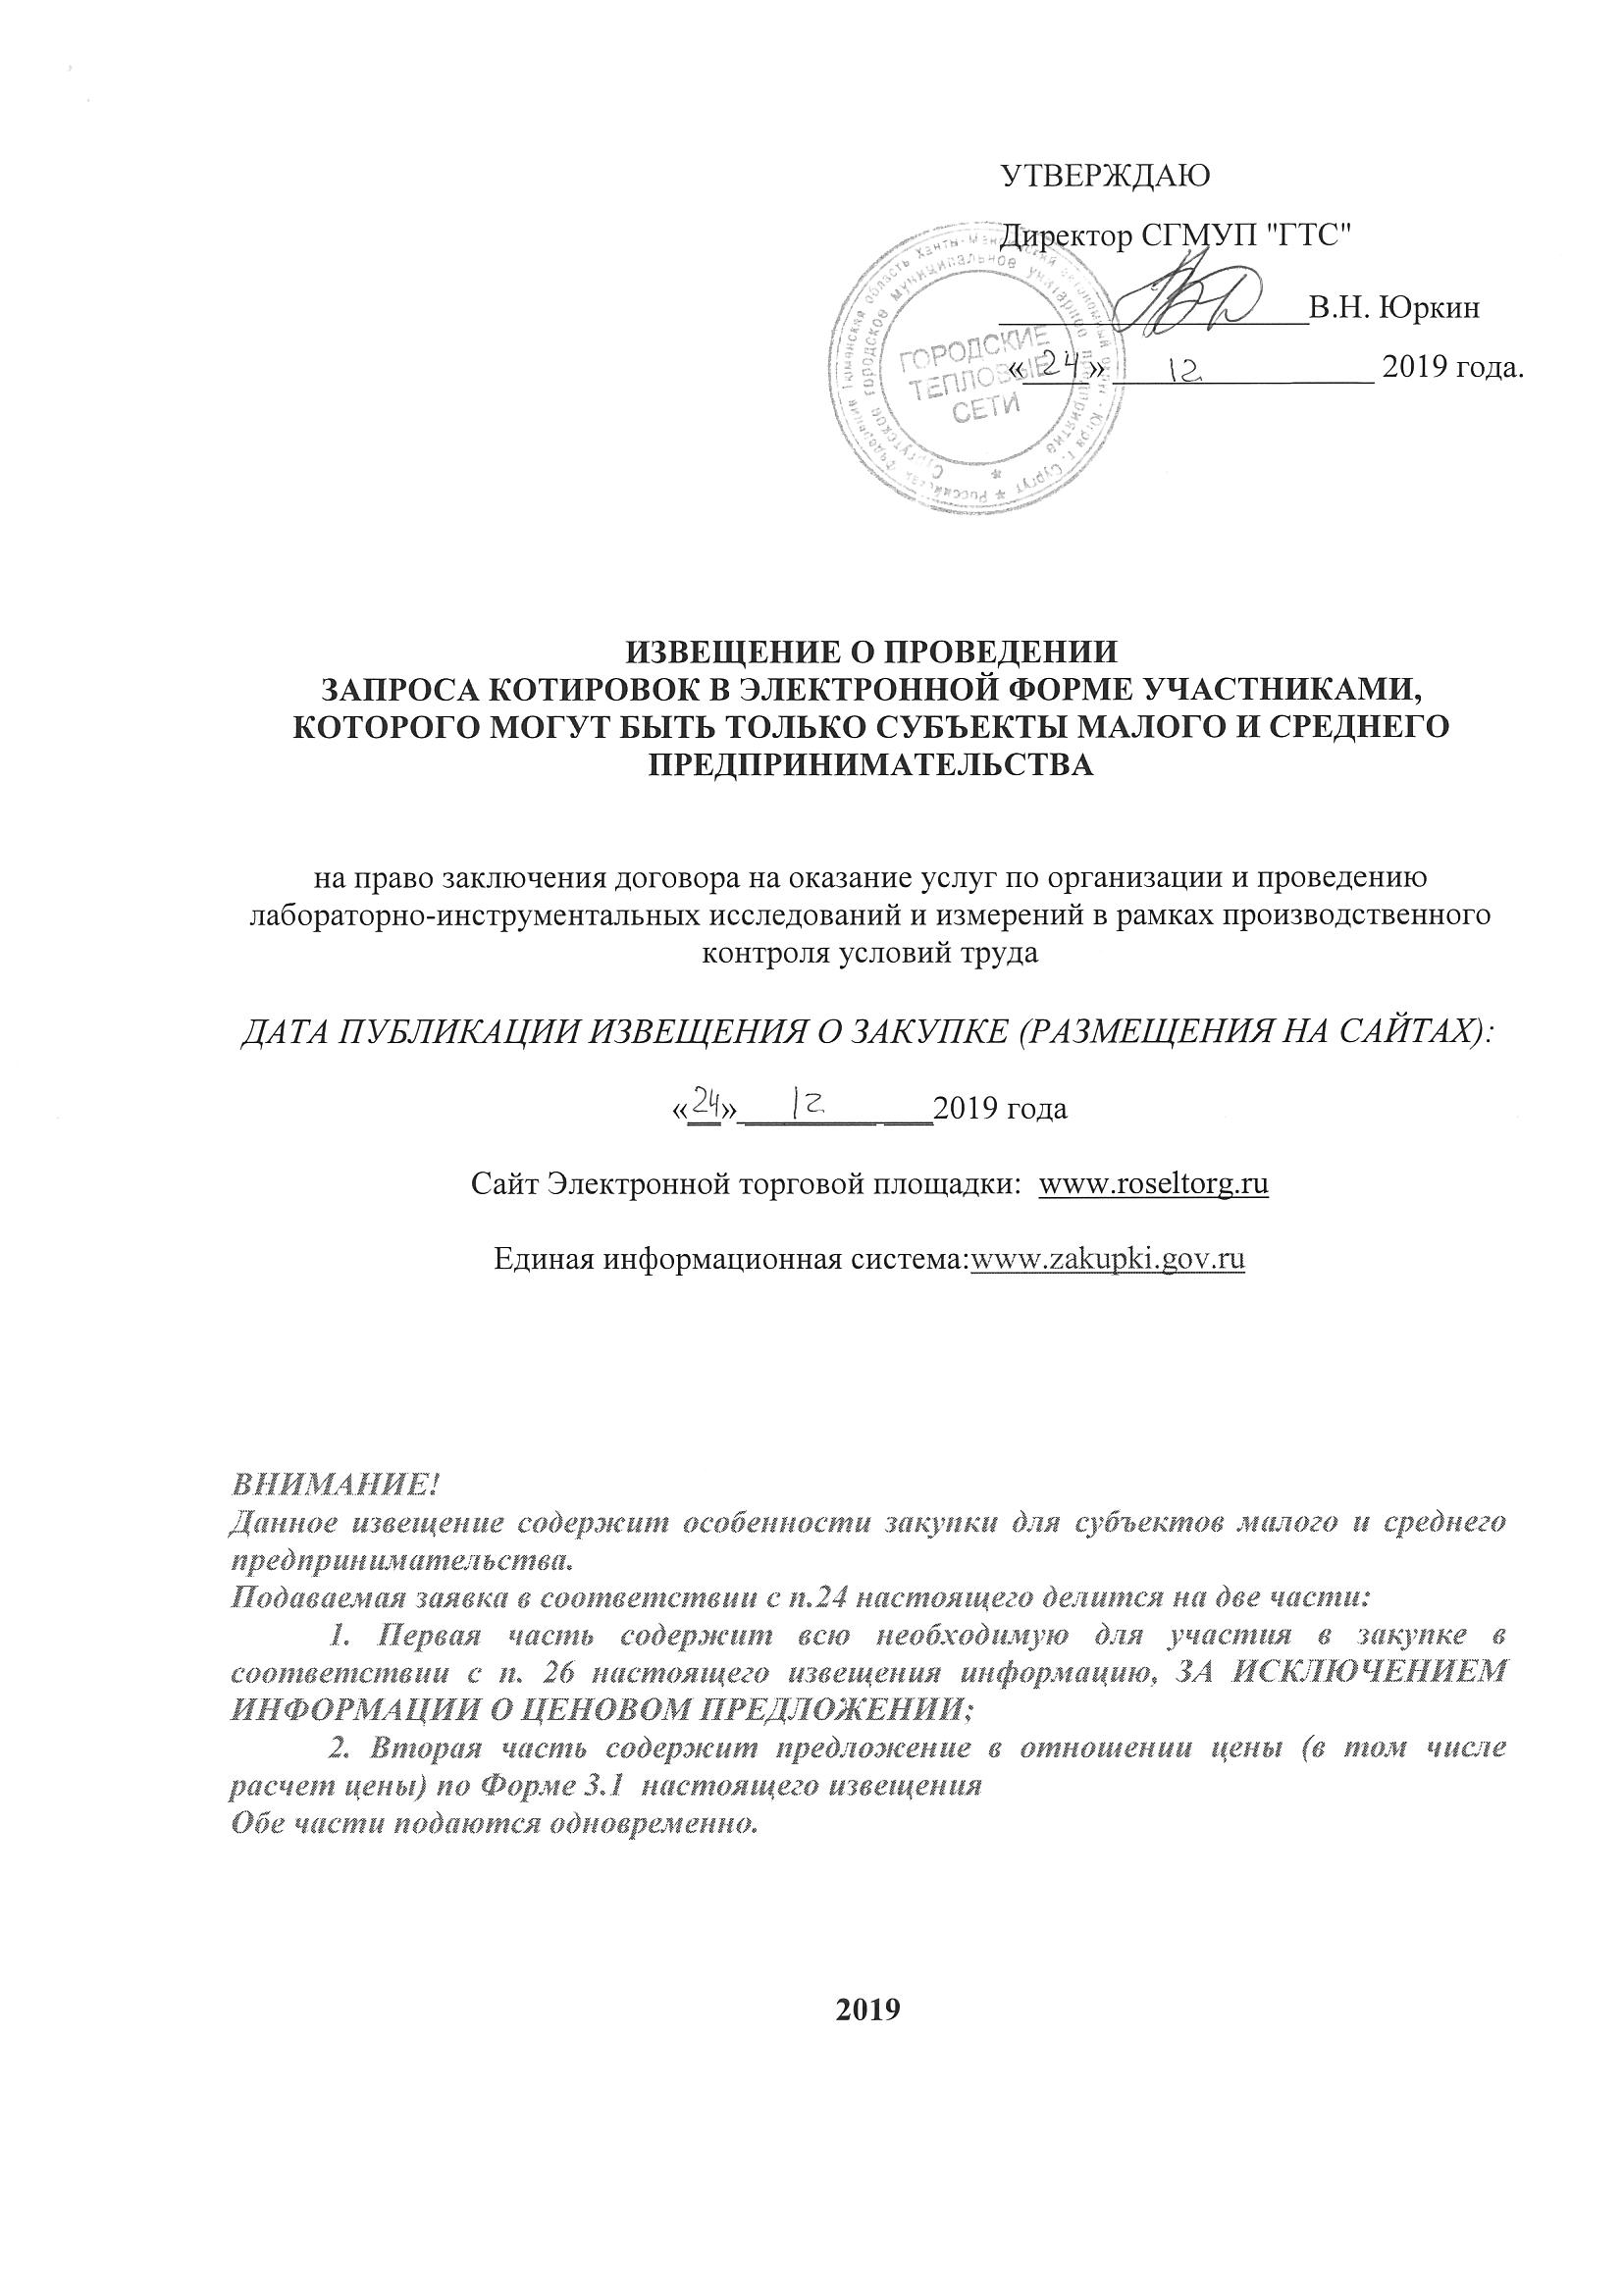 УТВЕРЖДАЮ
Директор СГМУП "ГТС"
В.Н. Юркин
«24» 12 2019 года.
ГОРОДСКИЕ
ТЕПЛОВЫЕ
СЕТИ
ИЗВЕЩЕНИЕ О ПРОВЕДЕНИИ
ЗАПРОСА КОТИРОВОК В ЭЛЕКТРОННОЙ ФОРМЕ УЧАСТНИКАМИ,
КОТОРОГО МОГУТ БЫТЬ ТОЛЬКО СУБЪЕКТЫ МАЛОГО И СРЕДНЕГО
ПРЕДПРИНИМАТЕЛЬСТВА
на право заключения договора на оказание услуг по организации и проведению
лабораторно-инструментальных исследований и измерений в рамках производственного
контроля условий труда
ДАТА ПУБЛИКАЦИИ ИЗВЕЩЕНИЯ О ЗАКУПКЕ (РАЗМЕЩЕНИЯ НА САЙТАХ):
«24» 12 2019 года
Сайт Электронной торговой площадки: www.roseltorg.ru
Единая информационная система:www.zakupki.gov.ru
ВНИМАНИЕ!
Данное извещение содержит особенности закупки для субъектов малого и среднего
предпринимательства.
Подаваемая заявка в соответствии с п.24 настоящего делится на две части:
1. Первая часть содержит всю необходимую для участия в закупке в
соответствии с п. 26 настоящего извещения информацию, ЗА ИСКЛЮЧЕНИЕМ
ИНФОРМАЦИИ О ЦЕНОВОМ ПРЕДЛОЖЕНИИ;
2. Вторая часть содержит предложение в отношении цены (в том числе
расчет цены) по Форме 3.1 настоящего извещения
Обе части подаются одновременно.
2019